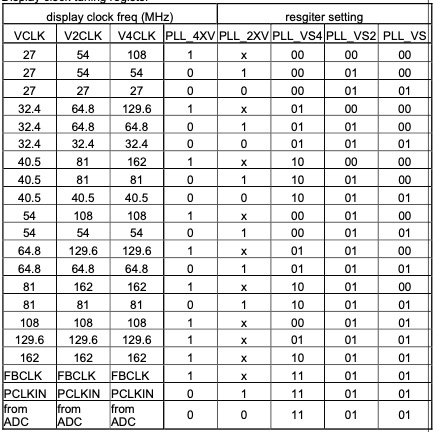 display clock freq (MHz) resgiter setting
VCLK V2CLK V4CLK PLL_4XV PLL_2XV PLL_VS4 PLL_VS2 PLL_VS
27 54 108 1 x 00 00 00
27 54 54 0 1 00 01 00
27 27 27 0 0 00 01 01
32.4 64.8 129.6 1 x 01 00 00
32.4 64.8 64.8 0 1 01 01 00
32.4 32.4 32.4 0 0 01 01 01
40.5 81 162 1 x 10 00 00
40.5 81 81 0 1 10 01 00
40.5 40.5 40.5 0 0 10 01 01
54 108 108 1 x 00 01 00
54 54 54 0 1 00 01 01
64.8 129.6 129.6 1 x 01 01 00
64.8 64.8 64.8 0 1 01 01 01
81 162 162 1 x 10 01 00
81 81 81 0 1 10 01 01
108 108 108 1 x 00 01 01
129.6 129.6 129.6 1 x 01 01 01
162 162 162 1 x 10 01 01
FBCLK FBCLK FBCLK 1 x 11 01 01
PCLKIN PCLKIN PCLKIN 0 1 11 01 01
from ADC from ADC from ADC 0 0 11 01 01